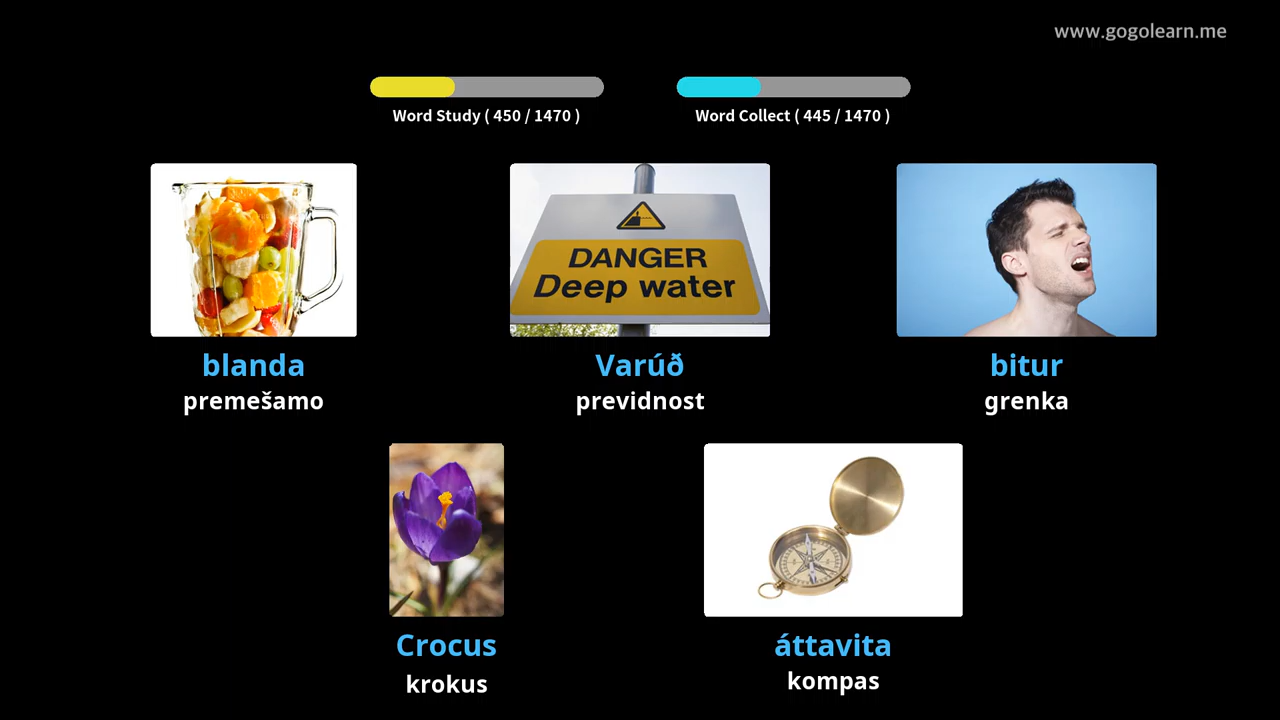 www.gogolearn.me
Word Study ( 450 / 1470 )
Word Collect ( 445 / 1470 )
DANGER
Deep water
blanda
premešamo
Varúð
previdnost
bitur
grenka
Crocus
krokus
áttavita
kompas